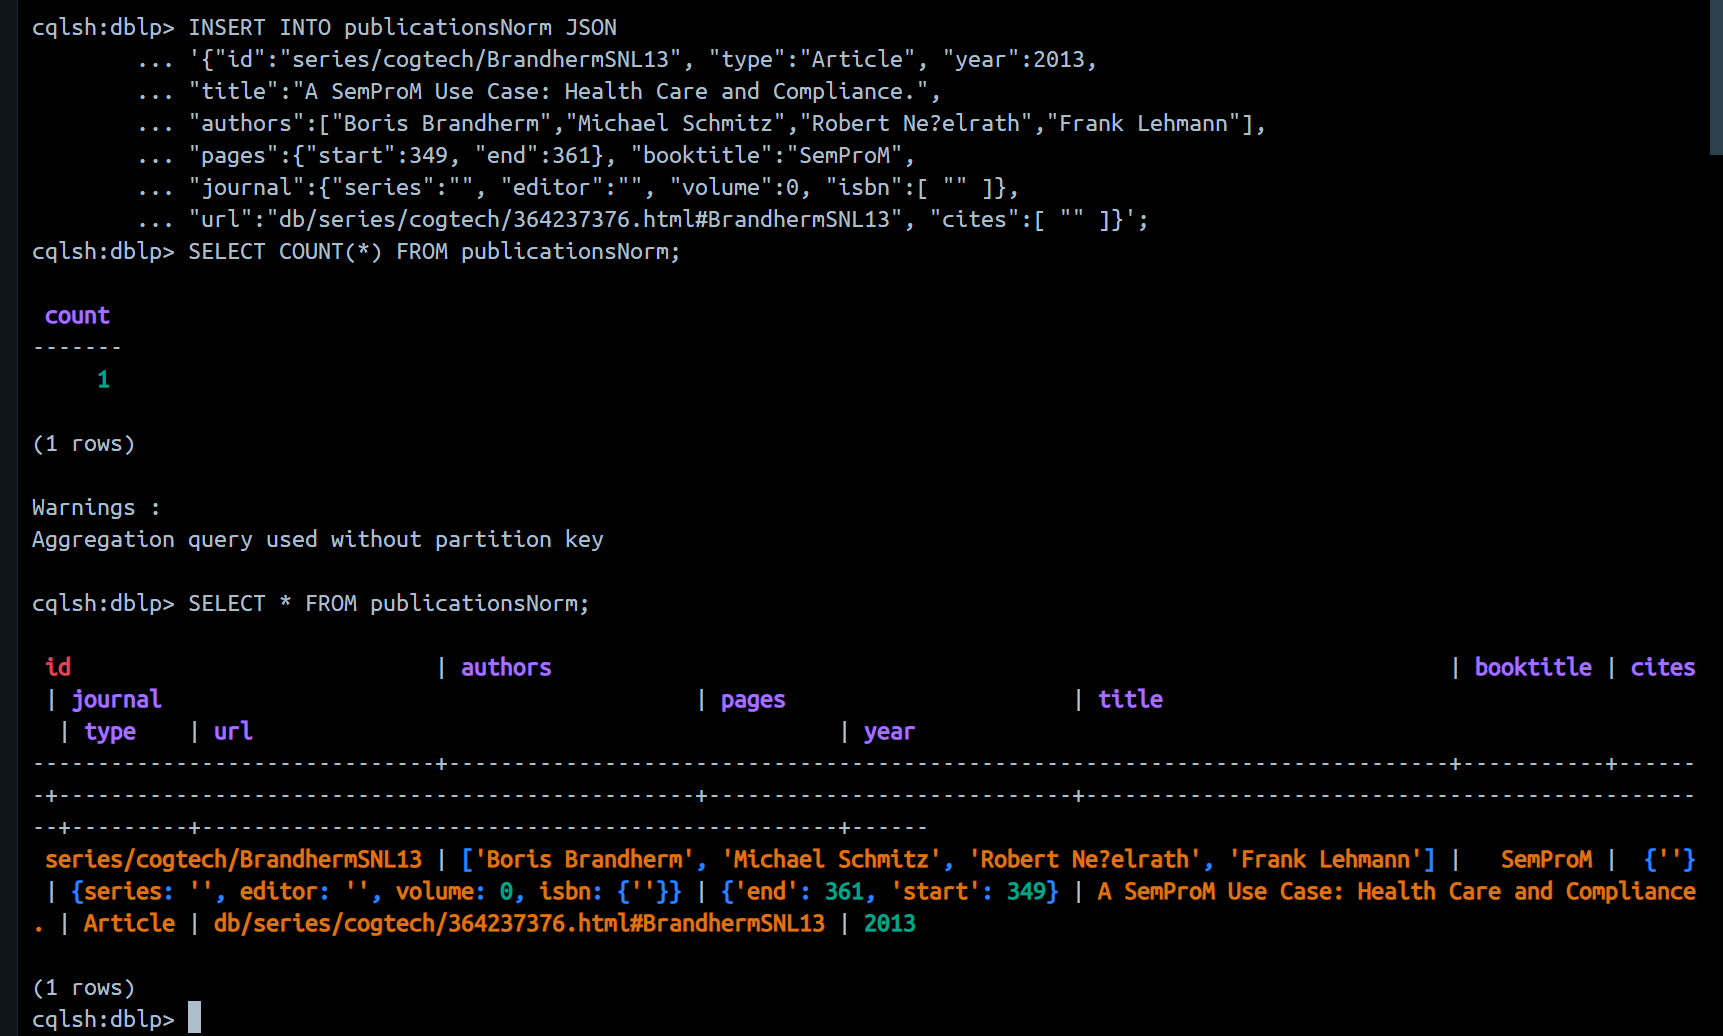 cqlsh:dblp> INSERT INTO publicationsNorm JSON
... '{"id":"series/cogtech/BrandhermSNL13", "type":"Article", "year":2013,
... "title":"A SemProM Use Case: Health Care and Compliance.",
... "authors":["Boris Brandherm","Michael Schmitz","Robert Ne?elrath","Frank Lehmann"],
... "pages":{"start":349, "end":361}, "booktitle":"SemProM",
... "journal":{"series":"", "editor":"", "volume":0, "isbn":[ "" ]},
... "url":"db/series/cogtech/364237376.html#BrandhermSNL13", "cites":[ "" ]}';
cqlsh:dblp> SELECT COUNT(*) FROM publicationsNorm;
count
-------
1
(1 rows)
Warnings :
Aggregation query used without partition key
cqlsh:dblp> SELECT * FROM publicationsNorm;
id | authors | booktitle | cites
| journal | pages | title
| type | url | year
-------------------------------+-----------------------------------------------------------------------------+-----------+------
-+-------------------------------------------------+----------------------------+-----------------------------------------------
--+---------+-------------------------------------------------+------
series/cogtech/BrandhermSNL13 | ['Boris Brandherm', 'Michael Schmitz', 'Robert Ne?elrath', 'Frank Lehmann'] | SemProM | {''}
| {series: '', editor: '', volume: 0, isbn: {''}} | {'end': 361, 'start': 349} | A SemProM Use Case: Health Care and Compliance
. | Article | db/series/cogtech/364237376.html#BrandhermSNL13 | 2013
(1 rows)
cqlsh:dblp>